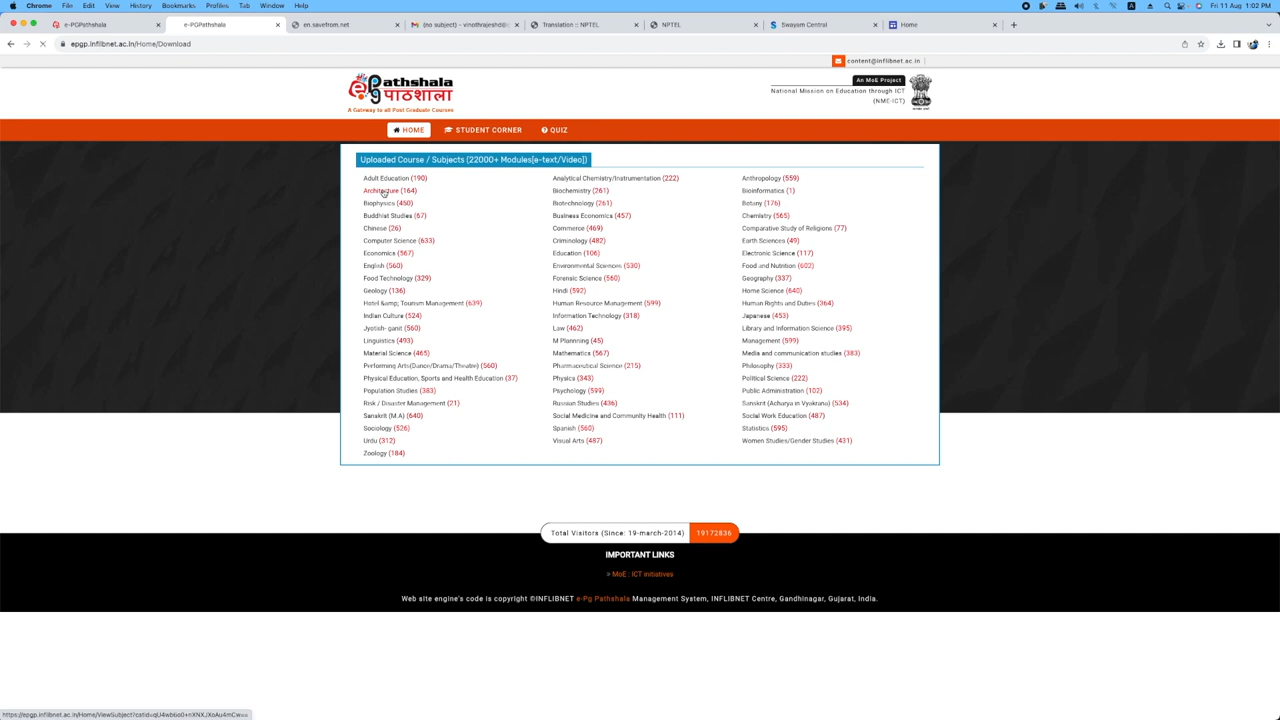 Chrome File Edit View History Bookmarks Profiles Tab Window Help Fri 11 Aug 1:02 PM
e-PGPathshala e-PGPathshala en.savefrom.net (no subject) - vinothrajeshd@ Translation :: NPTEL NPTEL Swayam Central Home
epgp.inflibnet.ac.in/Home/Download
content@inflibnet.ac.in
An MoE Project
ePg Pathshala
पाठशाला
A Gateway to all Post Graduate Courses
National Mission on Education through ICT
(NME-ICT)
HOME STUDENT CORNER QUIZ
Uploaded Course / Subjects (22000+ Modules[e-text/Video])
Adult Education (190) Analytical Chemistry/Instrumentation (222) Anthropology (559)
Architecture (164) Biochemistry (261) Bioinformatics (1)
Biophysics (450) Biotechnology (261) Botany (176)
Buddhist Studies (67) Business Economics (457) Chemistry (565)
Chinese (26) Commerce (469) Comparative Study of Religions (77)
Computer Science (633) Criminology (482) Earth Sciences (49)
Economics (567) Education (106) Electronic Science (117)
English (560) Environmental Sciences (530) Food and Nutrition (602)
Food Technology (329) Forensic Science (560) Geography (337)
Geology (136) Hindi (592) Home Science (640)
Hotel &amp; Tourism Management (639) Human Resource Management (599) Human Rights and Duties (364)
Indian Culture (524) Information Technology (318) Japanese (453)
Jyotish- ganit (560) Law (462) Library and Information Science (395)
Linguistics (493) M Plannning (45) Management (599)
Material Science (465) Mathematics (567) Media and communication studies (383)
Performing Arts(Dance/Drama/Theatre) (560) Pharmaceutical Science (215) Philosophy (333)
Physical Education, Sports and Health Education (37) Physics (343) Political Science (222)
Population Studies (383) Psychology (599) Public Administration (102)
Risk / Disaster Management (21) Russian Studies (436) Sanskrit (Acharya in Vyakrana) (534)
Sanskrit (M.A) (640) Social Medicine and Community Health (111) Social Work Education (487)
Sociology (526) Spanish (560) Statistics (595)
Urdu (312) Visual Arts (487) Women Studies/Gender Studies (431)
Zoology (184)
Total Visitors (Since: 19-march-2014) 19172836
IMPORTANT LINKS
» MoE : ICT initiatives
Web site engine's code is copyright ©INFLIBNET e-Pg Pathshala Management System, INFLIBNET Centre, Gandhinagar, Gujarat, India.